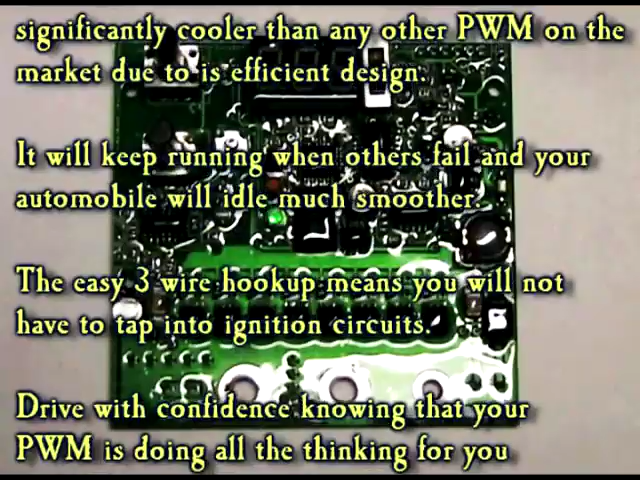 significantly cooler than any other PWM on the
market due to is efficient design.
It will keep running when others fail and your
automobile will idle much smoother.
The easy 3 wire hookup means you will not
have to tap into ignition circuits.
Drive with confidence knowing that your
PWM is doing all the thinking for you